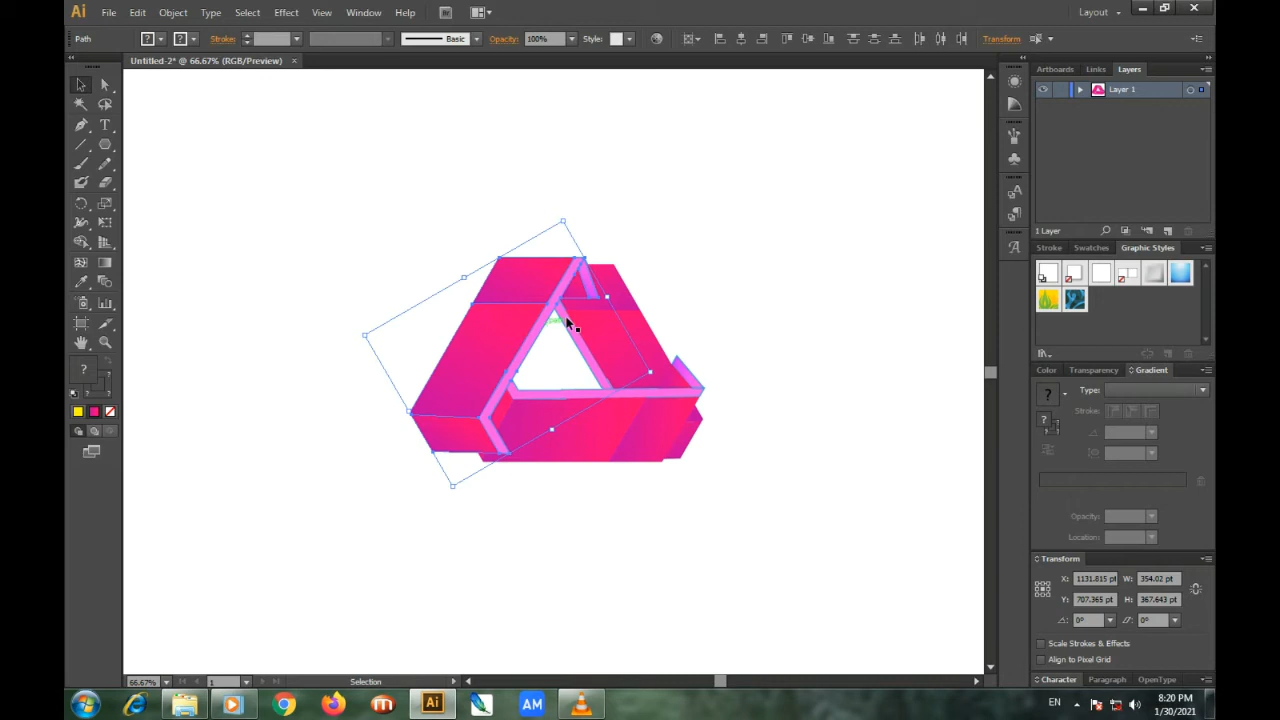 Ai File Edit Object Type Select Effect View Window Help Br Layout
Path ? ? Stroke: Basic Opacity: 100% Style: Transform
Untitled-2* @ 66.67% (RGB/Preview) ×
Artboards Links Layers
Layer 1
1 Layer
Stroke Swatches Graphic Styles
Color Transparency Gradient
? Type:
Stroke:
?
Opacity:
Location:
Transform
X: 1131.815 pt W: 354.02 pt
Y: 707.365 pt H: 367.643 pt
0° 0°
Scale Strokes & Effects
Align to Pixel Grid
Character Paragraph OpenType
T
?
A
A
66.67% 1 Selection
Ai AM EN 8:20 PM
1/30/2021